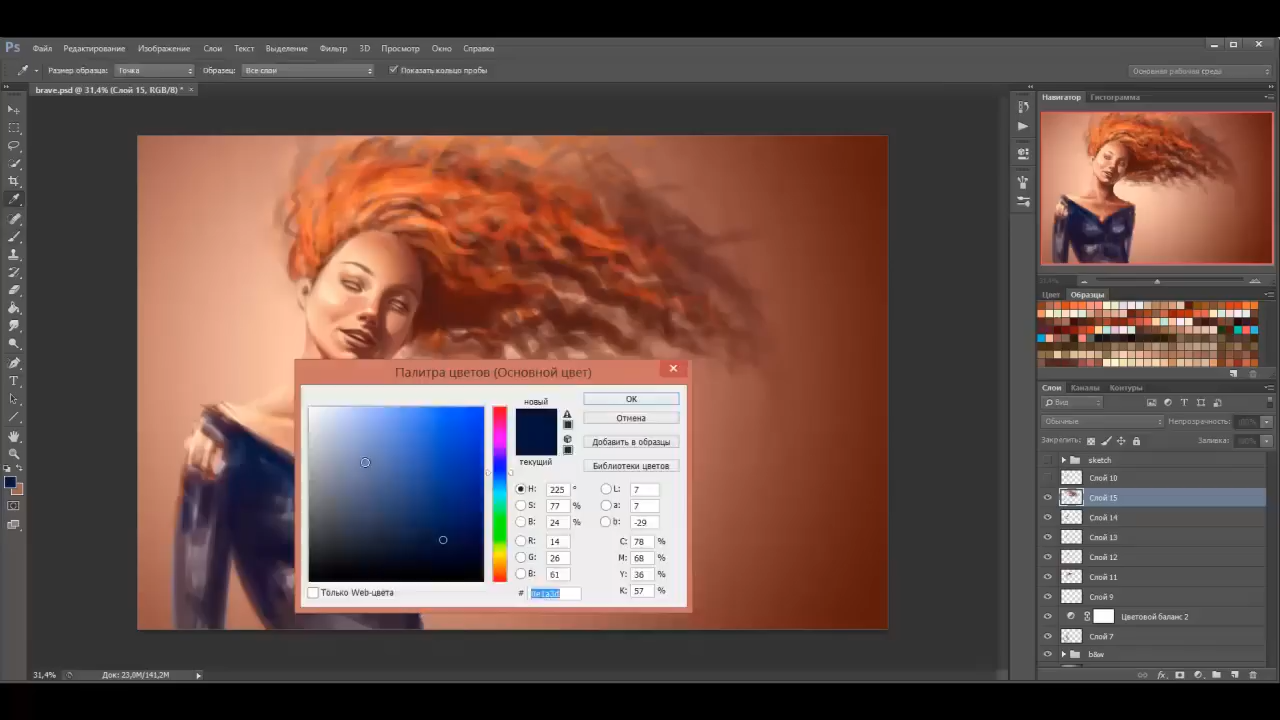 Ps Файл Редактирование Изображение Слои Текст Выделение Фильтр 3D Просмотр Окно Справка
Размер образца: Точка Образец: Все слои Показать кольцо пробы Основная рабочая среда
brave.psd @ 31,4% (Слой 15, RGB/8) *
Навигатор Гистограмма
31,4%
Цвет Образцы
Слои Каналы Контуры
Вид
Обычные Непрозрачность:
Закрепить: Заливка:
sketch
Слой 10
Слой 15
Слой 14
Слой 13
Слой 12
Слой 11
Слой 9
Цветовой баланс 2
Слой 7
b&w
Палитра цветов (Основной цвет)
новый
текущий
OK
Отмена
Добавить в образцы
Библиотеки цветов
H: 225 °
S: 77 %
B: 24 %
R: 14
G: 26
B: 61
# 0e1a3d
L: 7
a: 7
b: -29
C: 78 %
M: 68 %
Y: 36 %
K: 57 %
Только Web-цвета
31,4% Док: 23,0M/141,2M